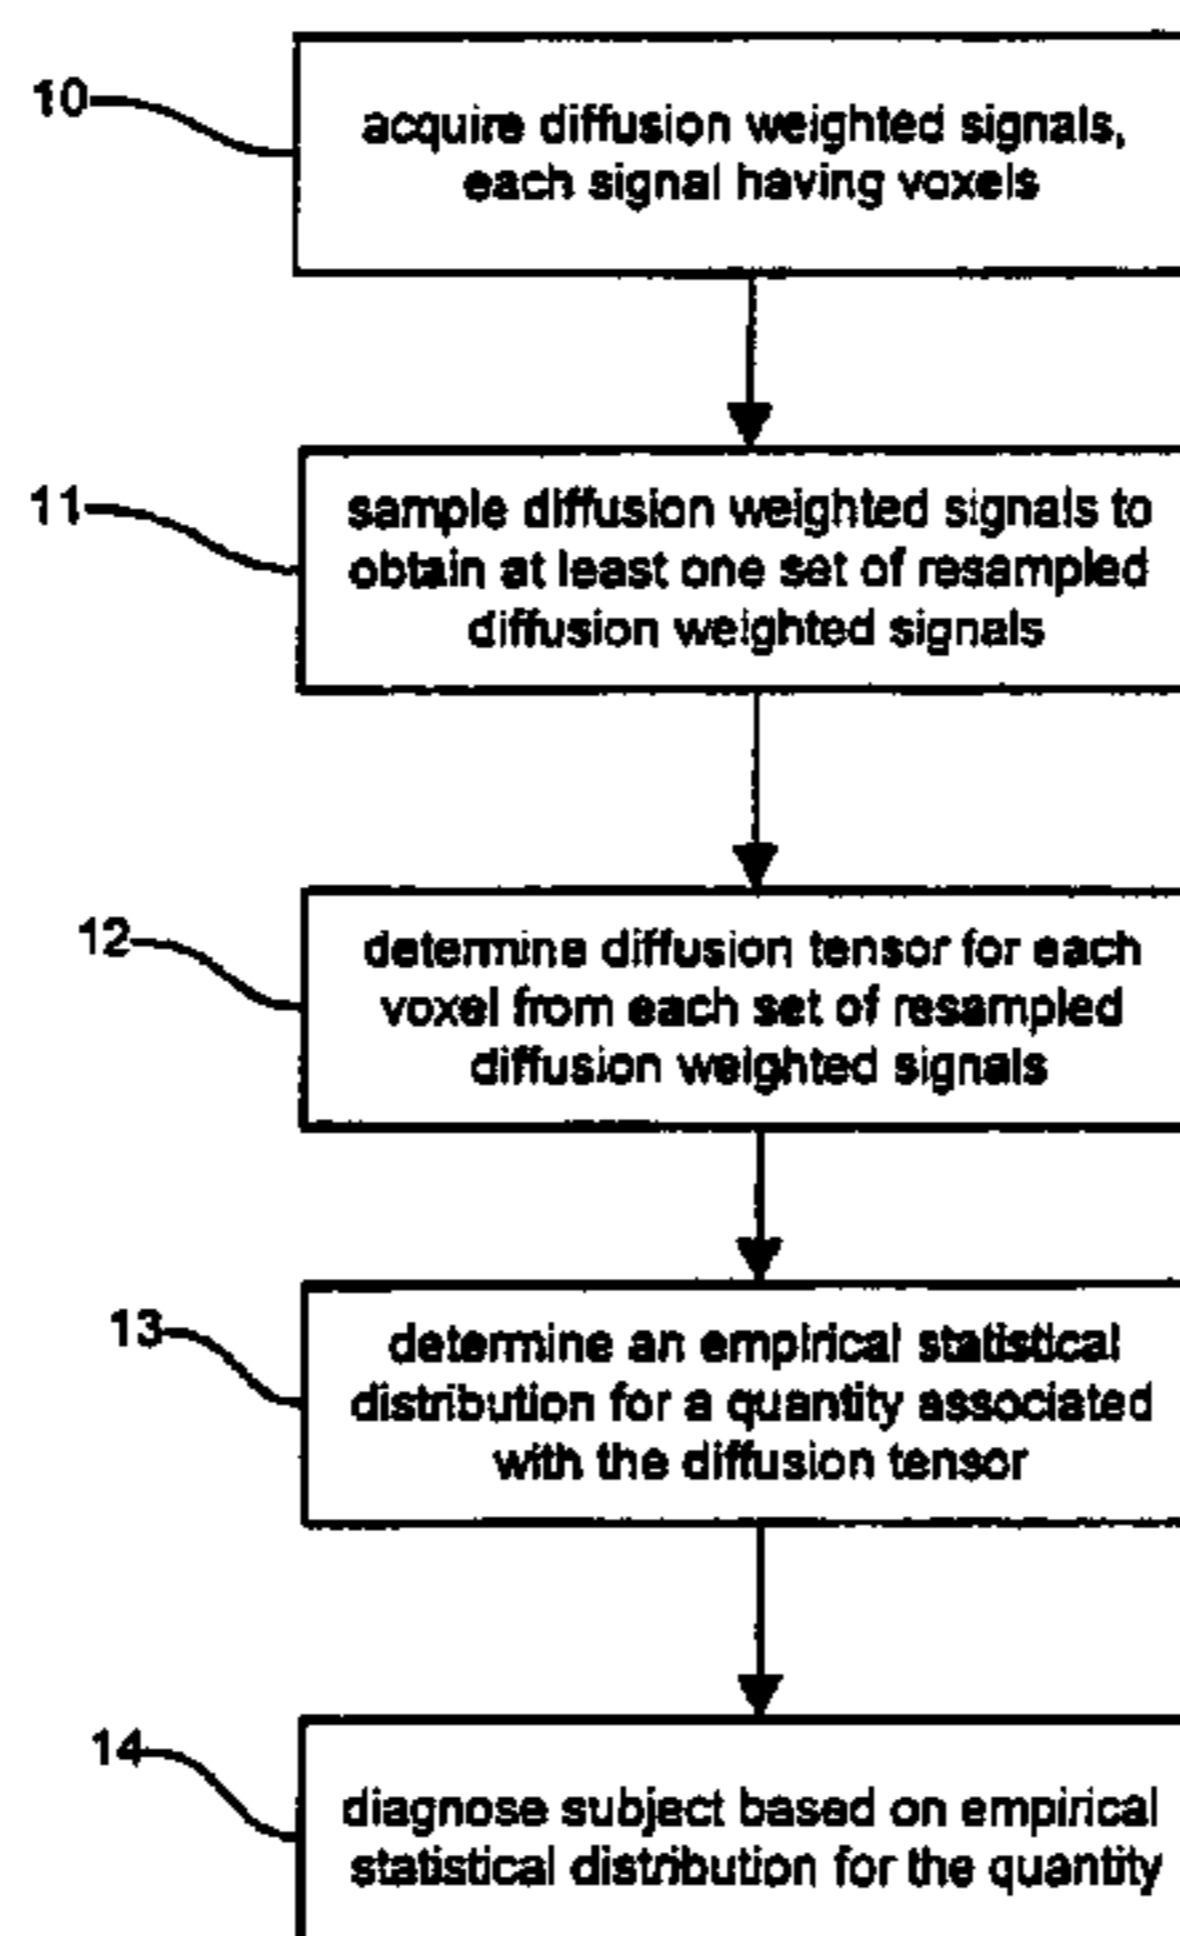 10
acquire diffusion weighted signals,
each signal having voxels
11
sample diffusion weighted signals to
obtain at least one set of resampled
diffusion weighted signals
12
determine diffusion tensor for each
voxel from each set of resampled
diffusion weighted signals
13
determine an empirical statistical
distribution for a quantity associated
with the diffusion tensor
14
diagnose subject based on empirical
statistical distribution for the quantity